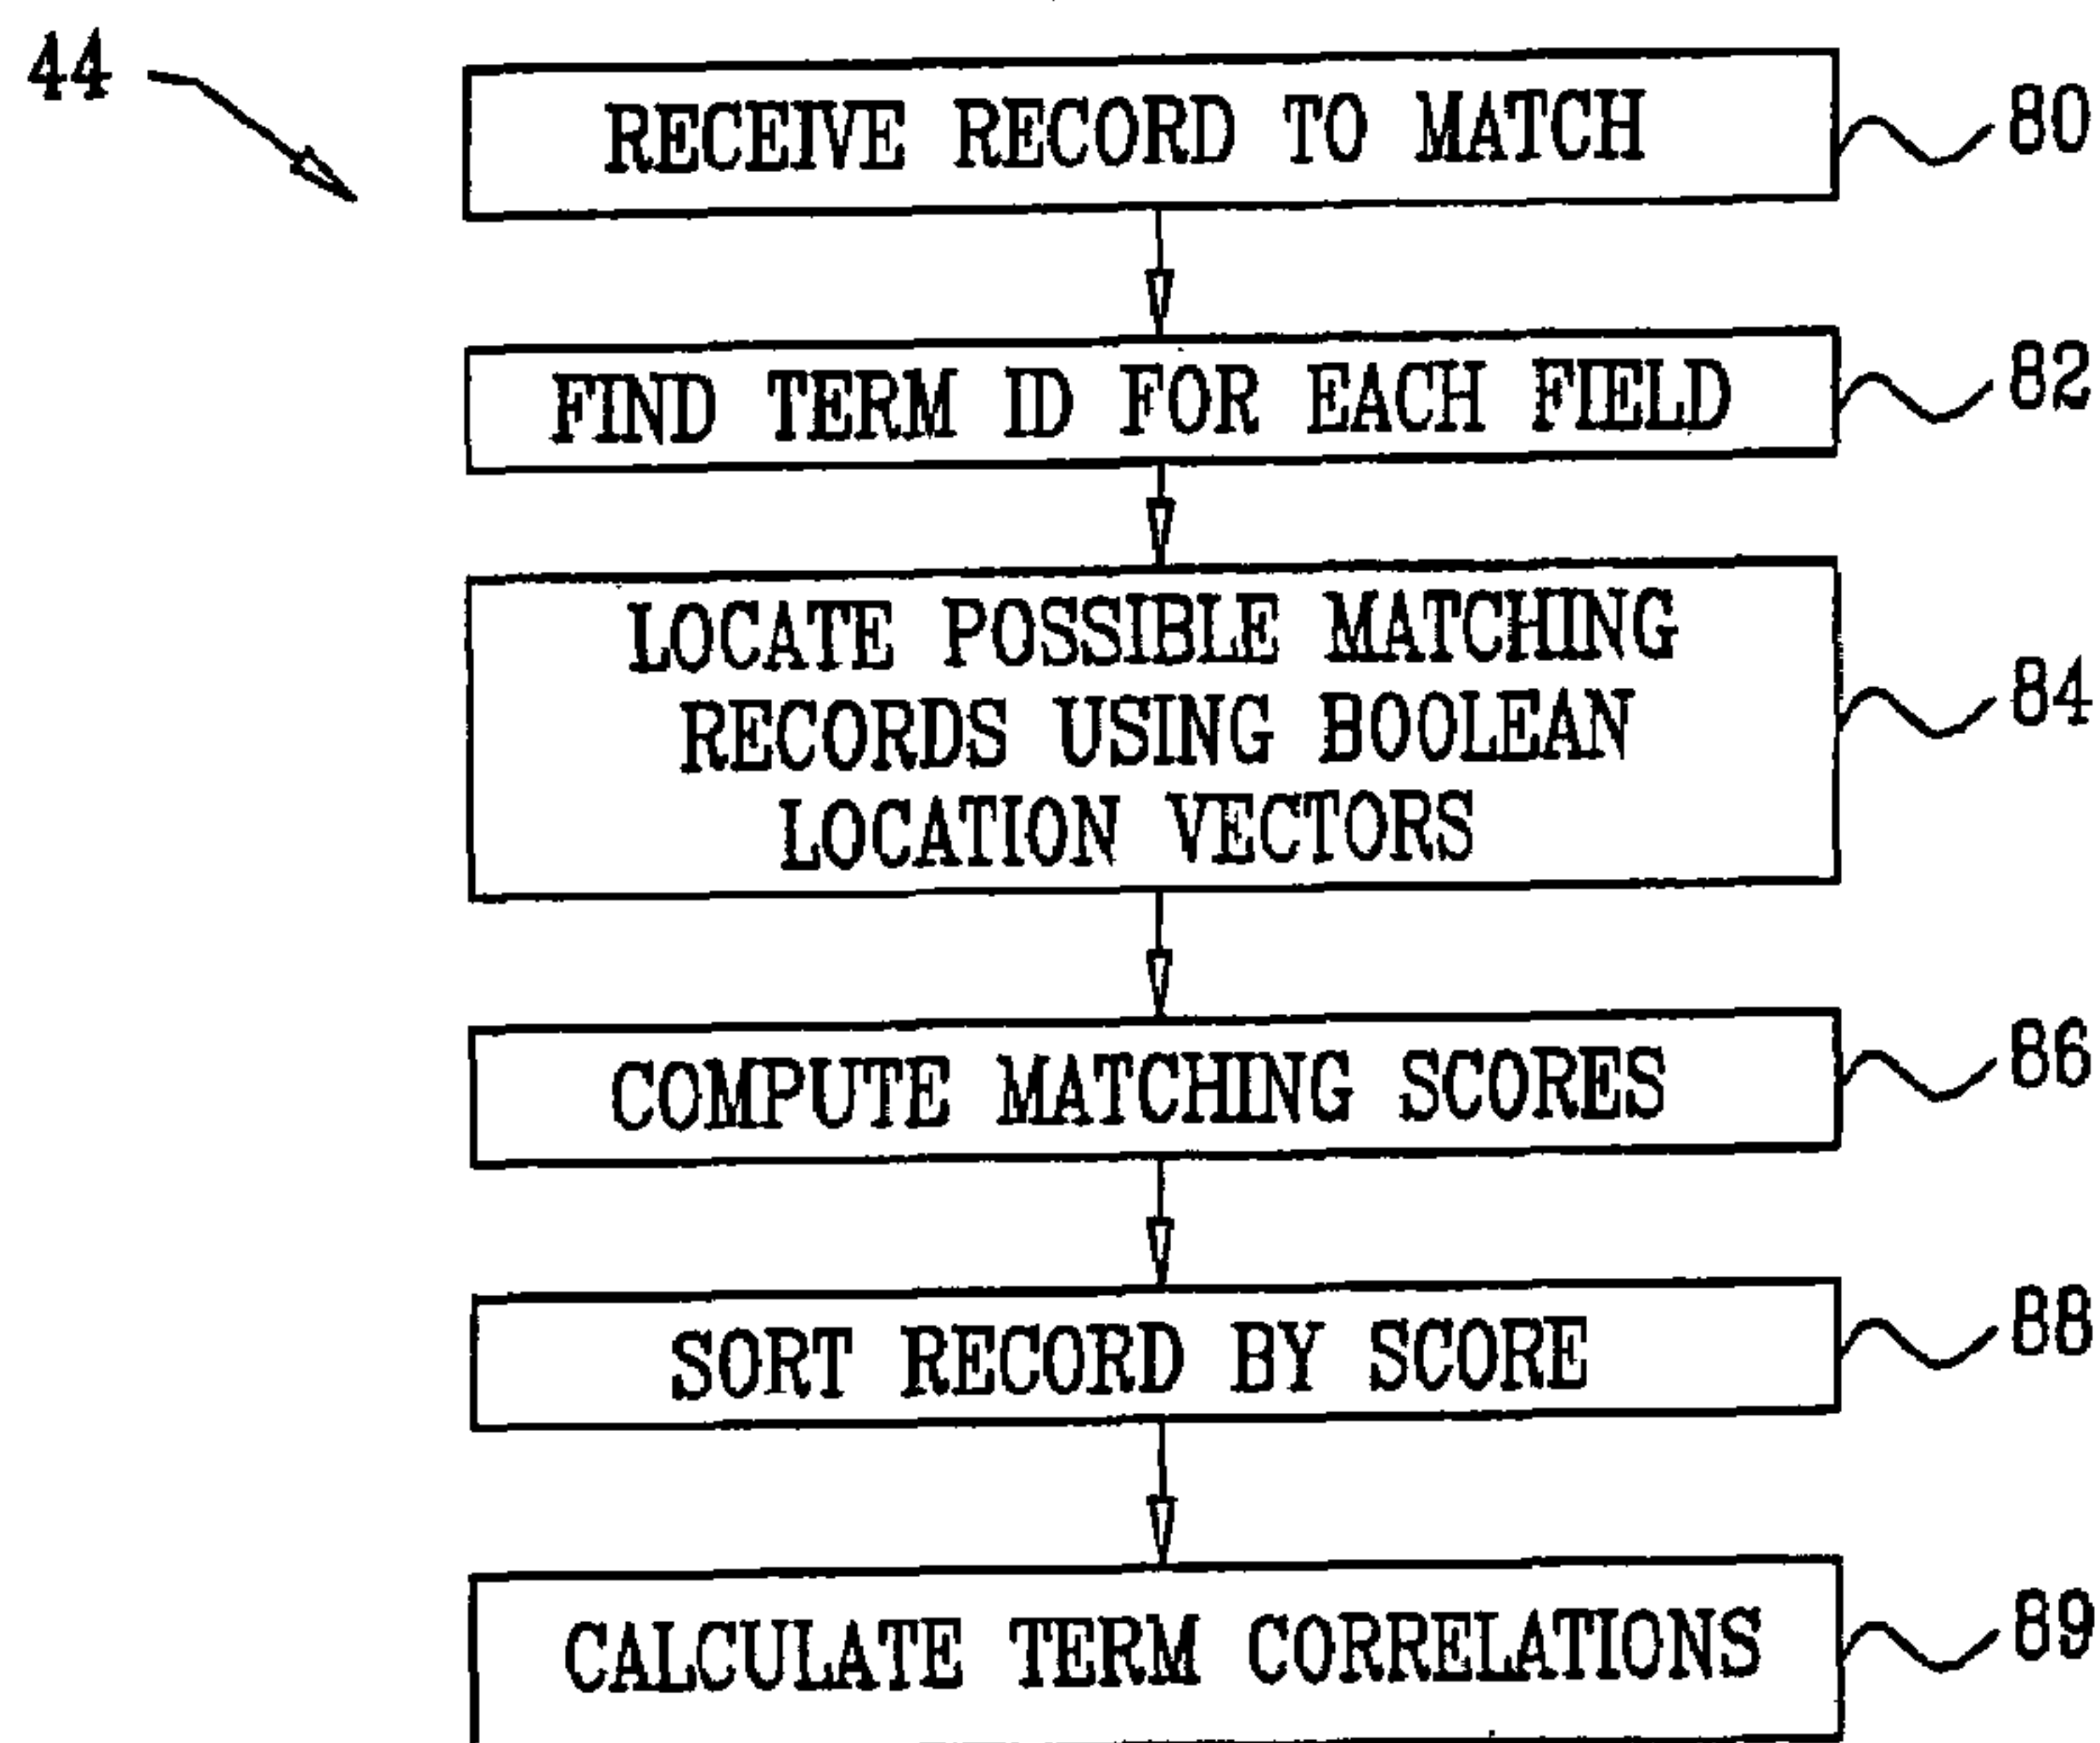 44
RECEIVE RECORD TO MATCH
80
FIND TERM ID FOR EACH FIELD
82
LOCATE POSSIBLE MATCHING
RECORDS USING BOOLEAN
LOCATION VECTORS
84
COMPUTE MATCHING SCORES
86
SORT RECORD BY SCORE
88
CALCULATE TERM CORRELATIONS
89